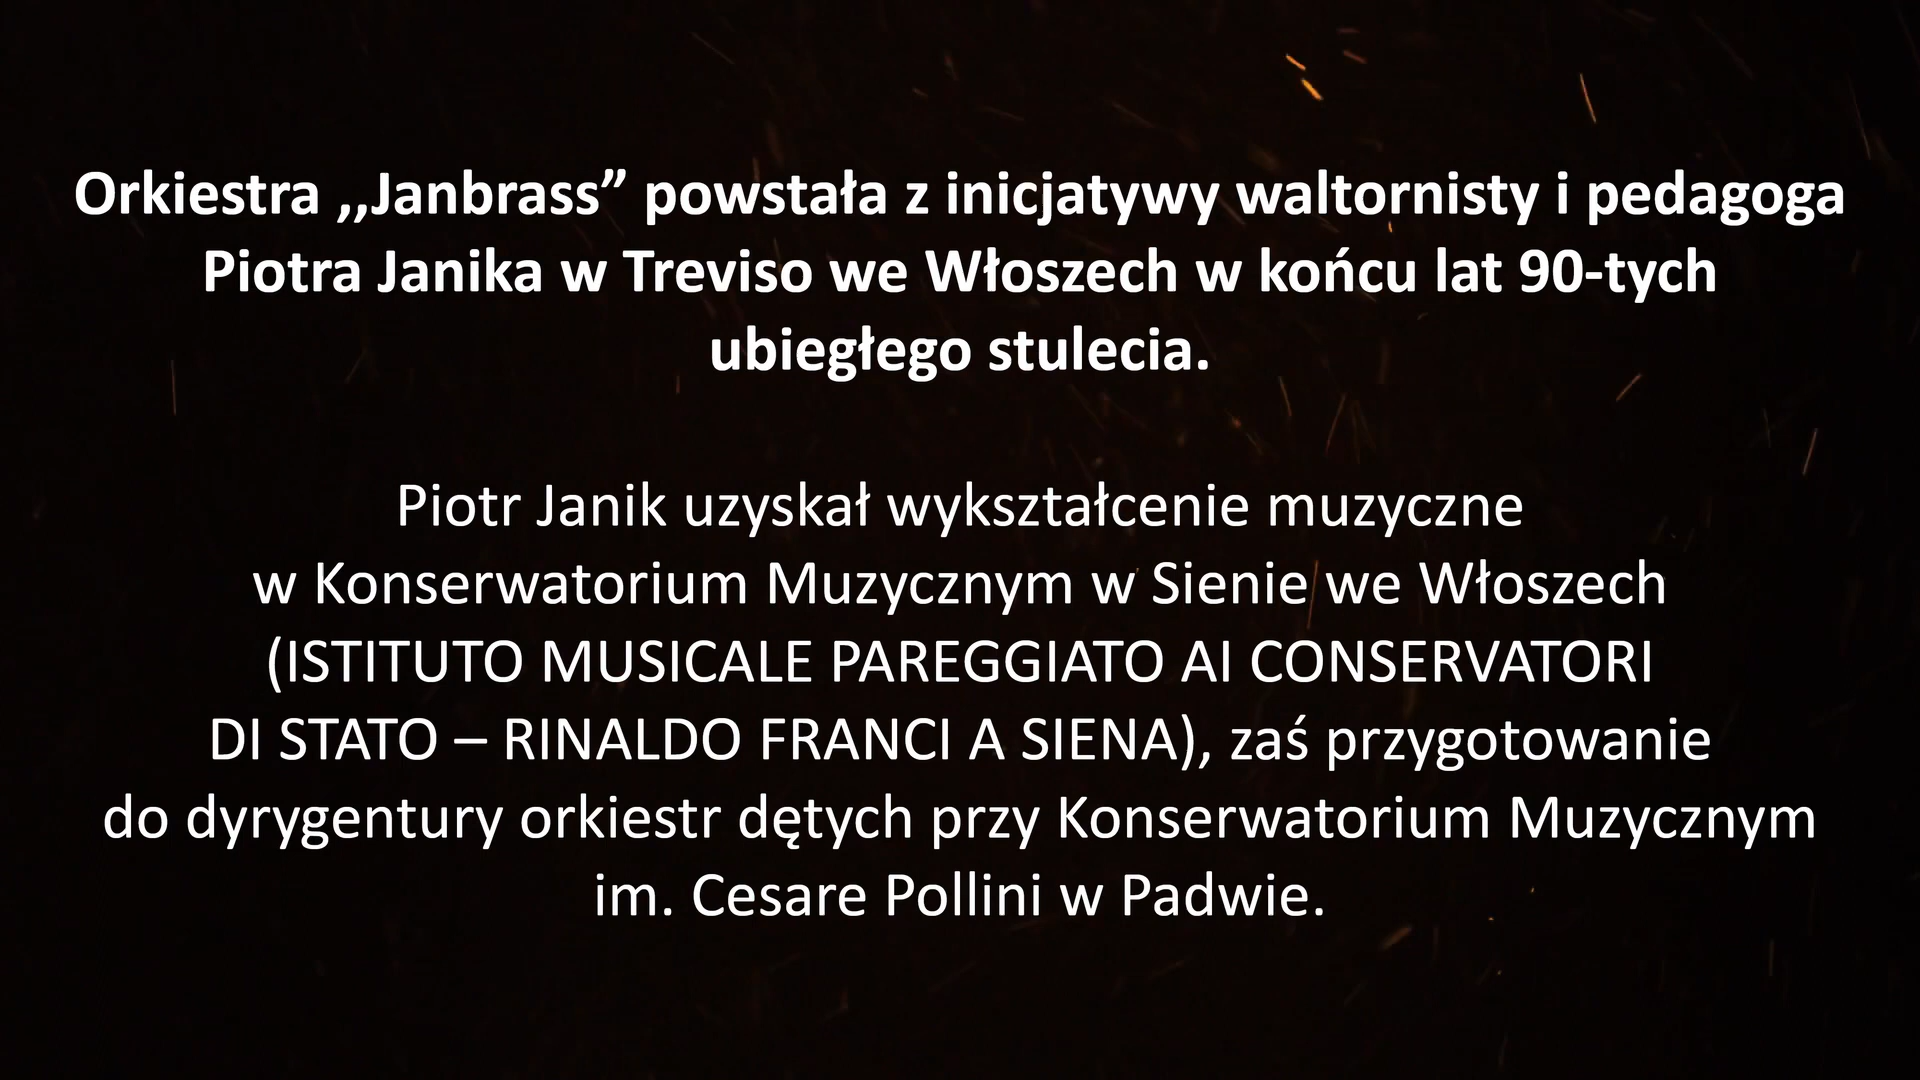 Orkiestra ,,Janbrass” powstała z inicjatywy waltornisty i pedagoga
Piotra Janika w Treviso we Włoszech w końcu lat 90-tych
ubiegłego stulecia.
Piotr Janik uzyskał wykształcenie muzyczne
w Konserwatorium Muzycznym w Sienie we Włoszech
(ISTITUTO MUSICALE PAREGGIATO AI CONSERVATORI
DI STATO – RINALDO FRANCI A SIENA), zaś przygotowanie
do dyrygentury orkiestr dętych przy Konserwatorium Muzycznym
im. Cesare Pollini w Padwie.